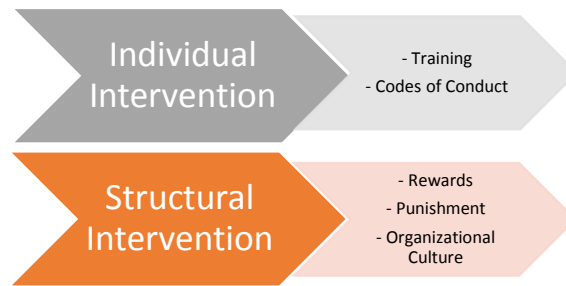 Individual
Intervention
- Training
- Codes of Conduct
Structural
Intervention
- Rewards
- Punishment
- Organizational
Culture